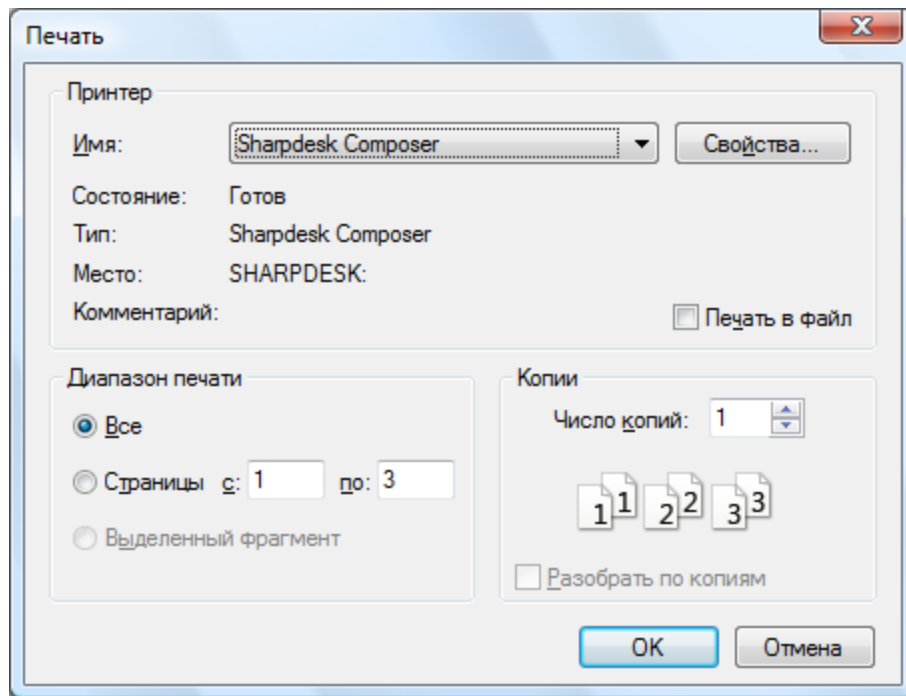 Печать
Принтер
Имя: Sharpdesk Composer Свойства...
Состояние: Готов
Тип: Sharpdesk Composer
Место: SHARPDESK:
Комментарий:
Печать в файл
Диапазон печати
Все
Страницы с: 1 по: 3
Выделенный фрагмент
Копии
Число копий: 1
1 1 2 2 3 3
Разобрать по копиям
OK Отмена